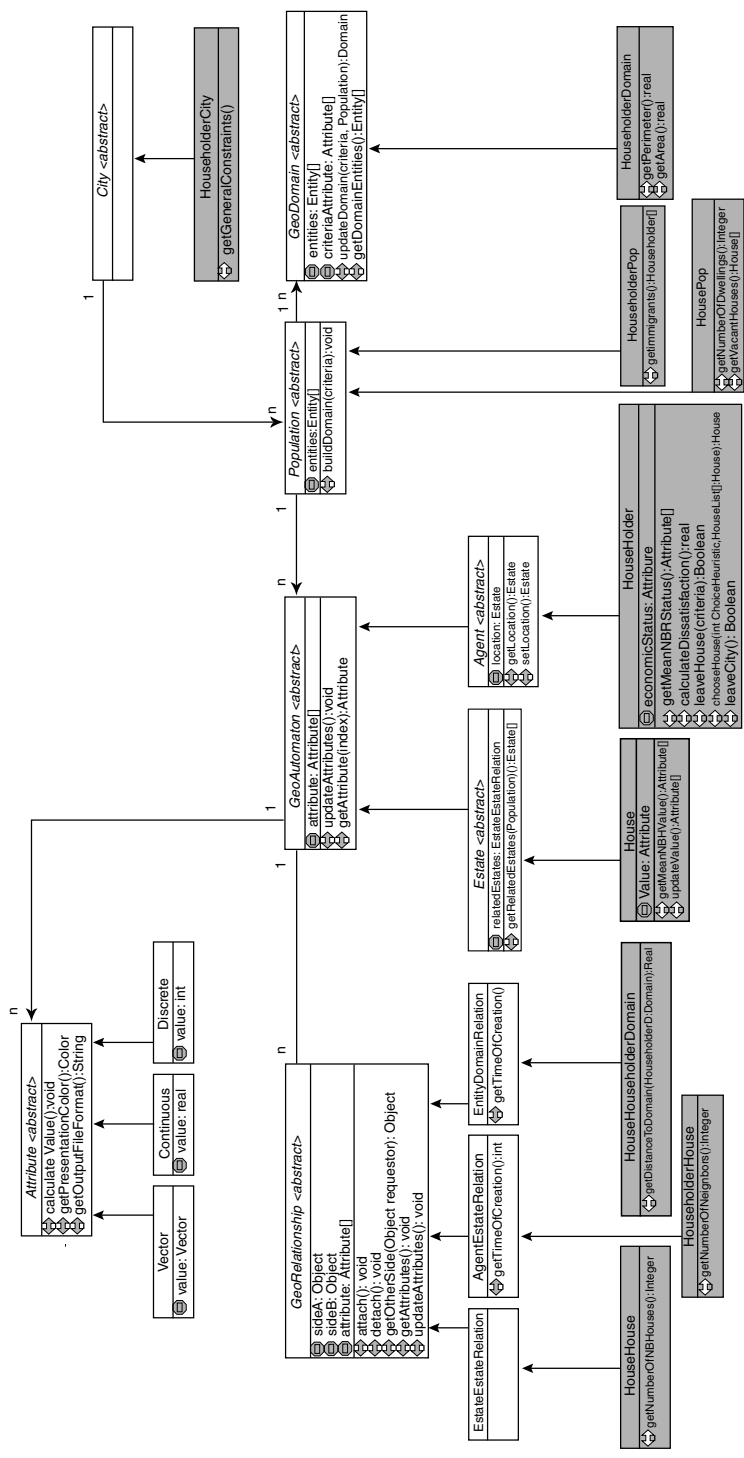 City <abstract>
HouseholderCity
getGeneralConstraints()
1
n
Population <abstract>
entities:Entity[]
buildDomain(criteria):void
1 n
GeoDomain <abstract>
entities: Entity[]
criteriaAttribute: Attribute[]
updateDomain(criteria, Population):Domain
getDomainEntities():Entity[]
HouseholderDomain
getPerimeter():real
getArea():real
HouseholderPop
getimmigrants():Householder[]
HousePop
getNumberOfDwellings():Integer
getVacantHouses():House[]
1
n
Attribute <abstract>
calculate Value():void
getPresentationColor():Color
getOutputFileFormat():String
n
1
Vector
value: Vector
Continuous
value: real
Discrete
value: int
GeoAutomaton <abstract>
attribute: Attribute[]
updateAttributes():void
getAttribute(index):Attribute
1
n
Estate <abstract>
relatedEstates: EstateEstateRelation
getRelatedEstates(Population)():Estate[]
Agent <abstract>
location: Estate
getLocation():Estate
setLocation():Estate
House
Value: Attribute
getMeanNBHValue():Attribute[]
updateValue():Attribute[]
HouseHolder
economicStatus: Attribure
getMeanNBRStatus():Attribute[]
calculateDissatisfaction():real
leaveHouse(criteria):Boolean
chooseHouse(int ChoiceHeuristic,HouseList[]:House):House
leaveCity(): Boolean
GeoRelationship <abstract>
sideA: Object
sideB: Object
attribute: Attribute[]
attach(): void
detach(): void
getOtherSide(Object requestor): Object
getAttributes(): void
updateAttributes(): void
EstateEstateRelation
AgentEstateRelation
getTimeOfCreation():int
EntityDomainRelation
getTimeOfCreation()
HouseHouse
getNumberOfNBHouses():Integer
HouseholderHouse
getNumberOfNeignbors():Integer
HouseHouseholderDomain
getDistanceToDomain(HouseholderD:Domain):Real